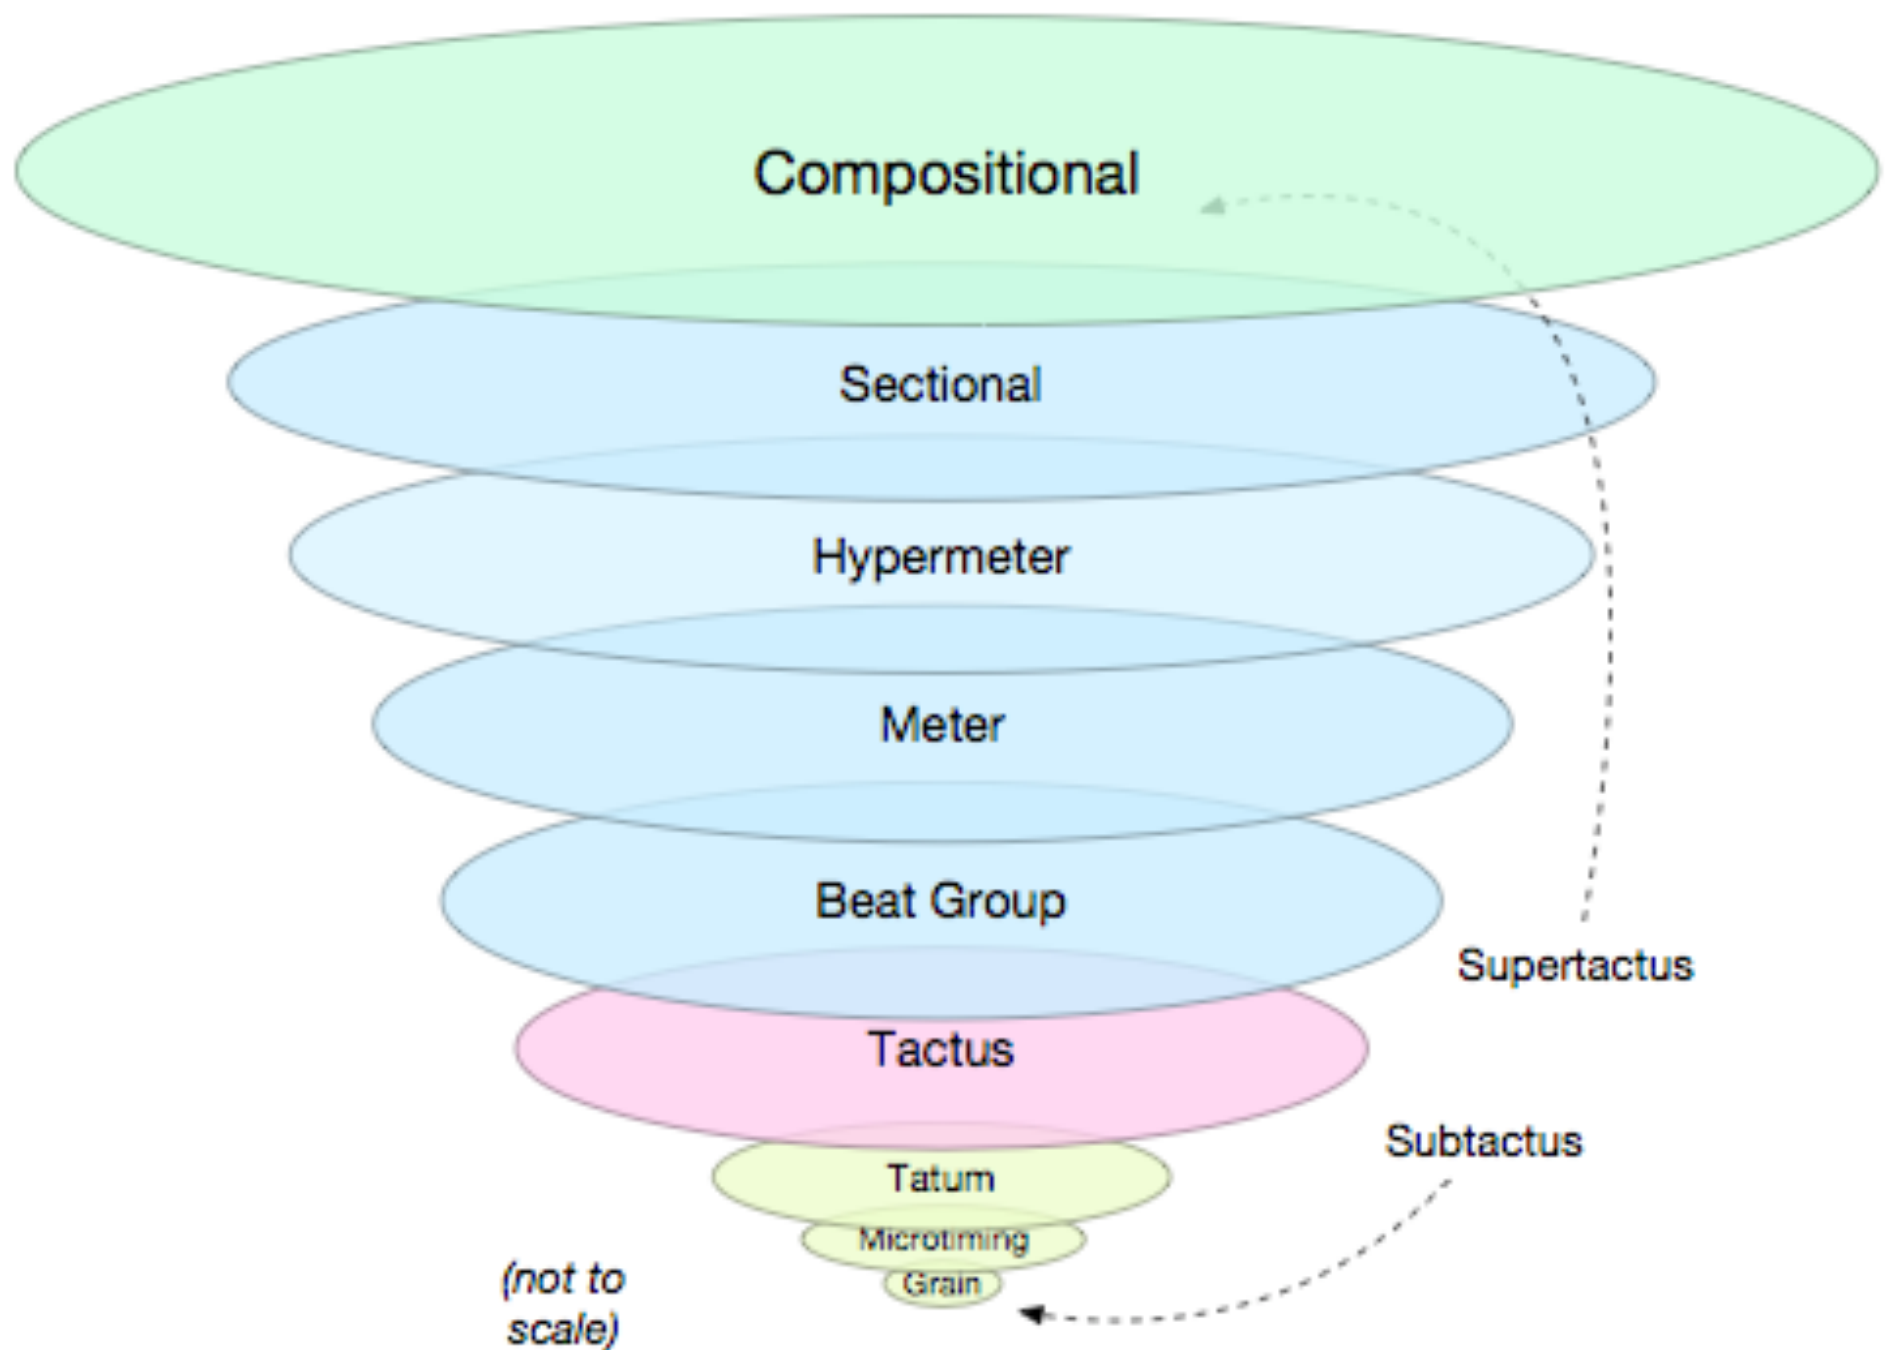 Compositional
Sectional
Hypermeter
Meter
Beat Group
Supertactus
Tactus
Subtactus
Tatum
Microtiming
Grain
(not to
scale)